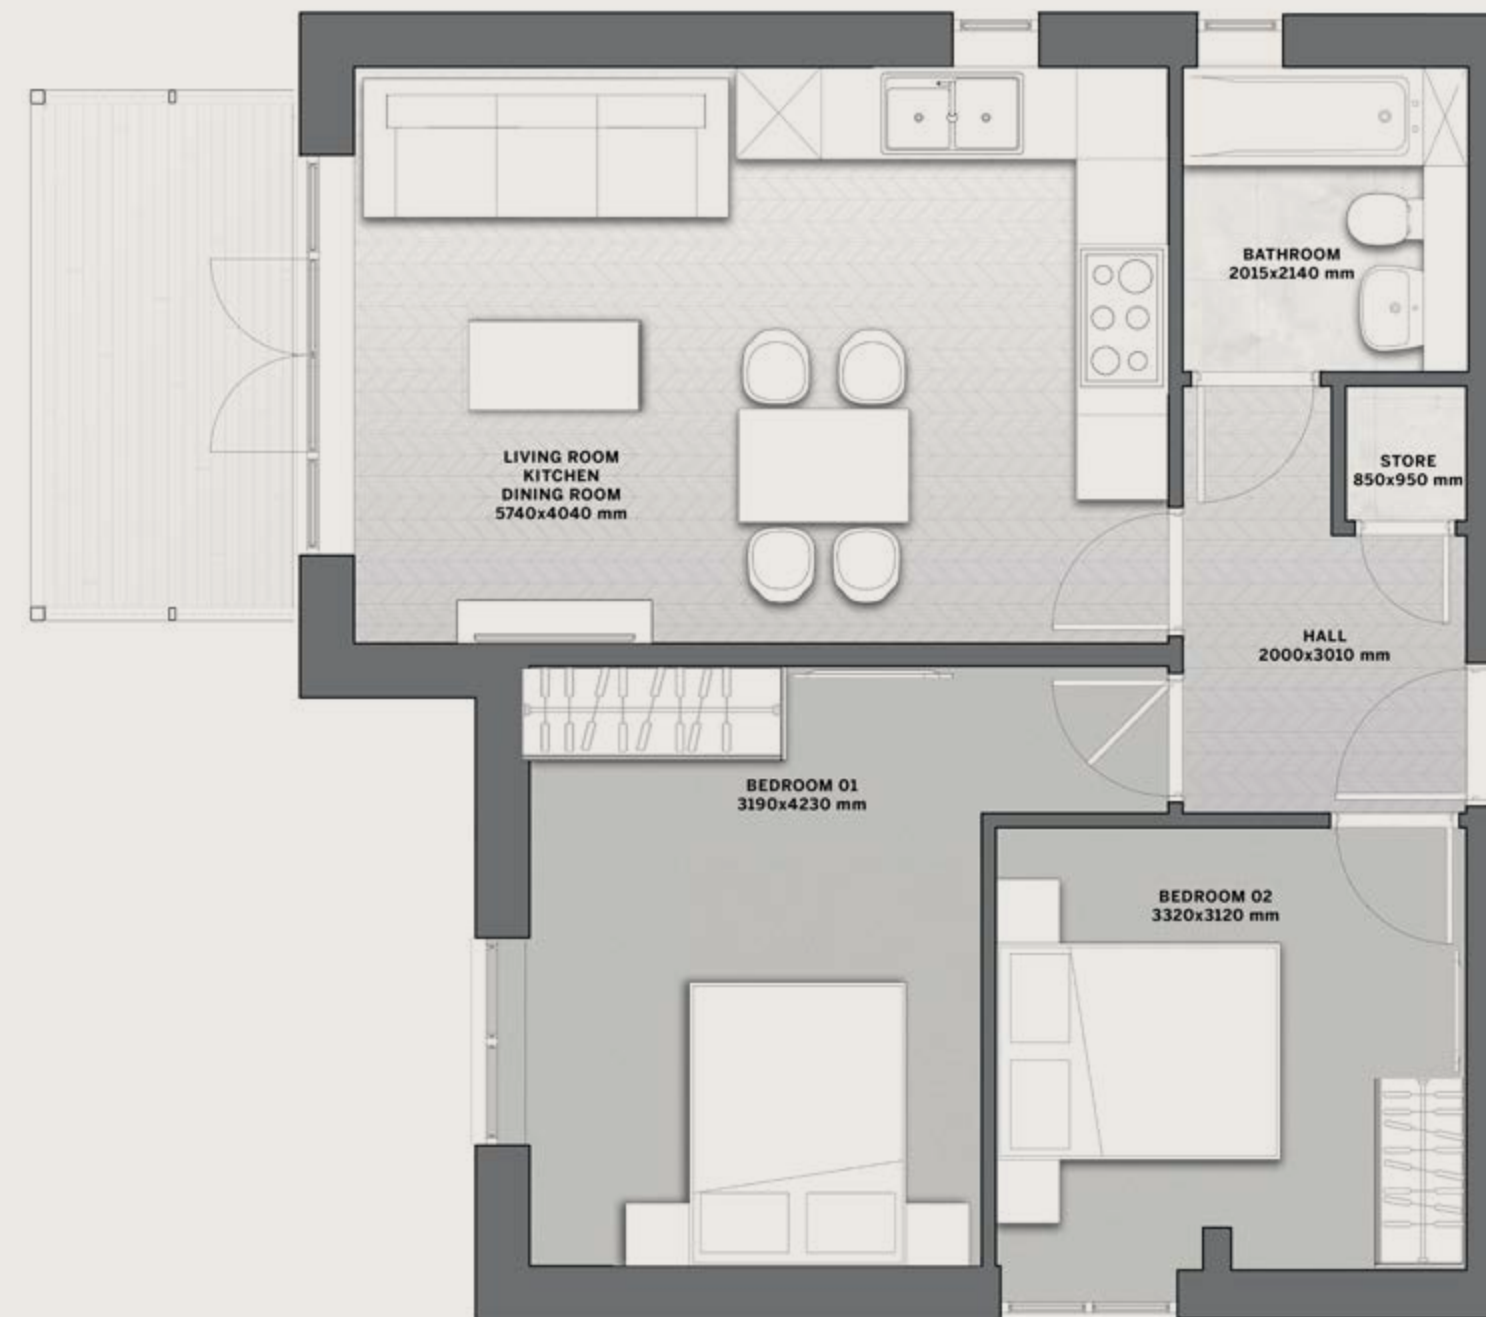 BATHROOM
2015x2140 mm
LIVING ROOM
KITCHEN
DINING ROOM
5740x4040 mm
STORE
850x950 mm
HALL
2000x3010 mm
BEDROOM 01
3190x4230 mm
BEDROOM 02
3320x3120 mm